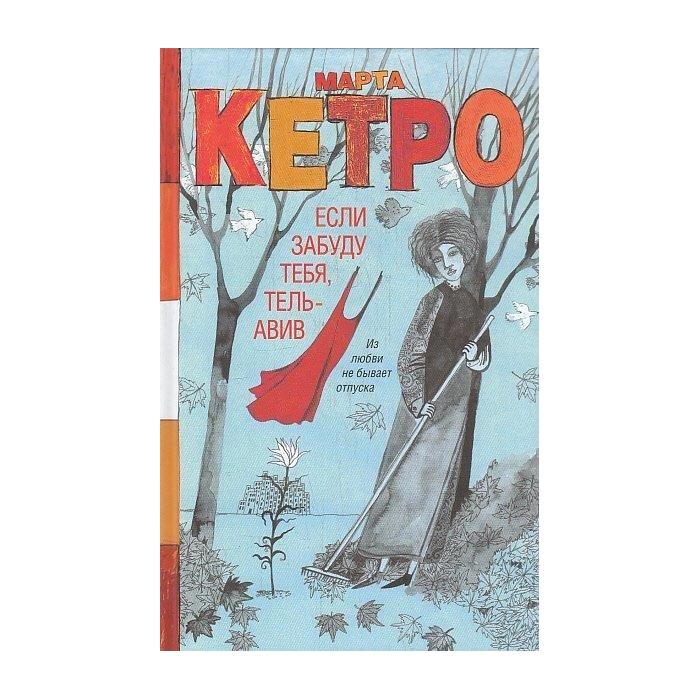 МАРТА
КЕТРО
ЕСЛИ
ЗАБУДУ
ТЕБЯ,
ТЕЛЬ-
АВИВ
Из
любви
не бывает
отпуска